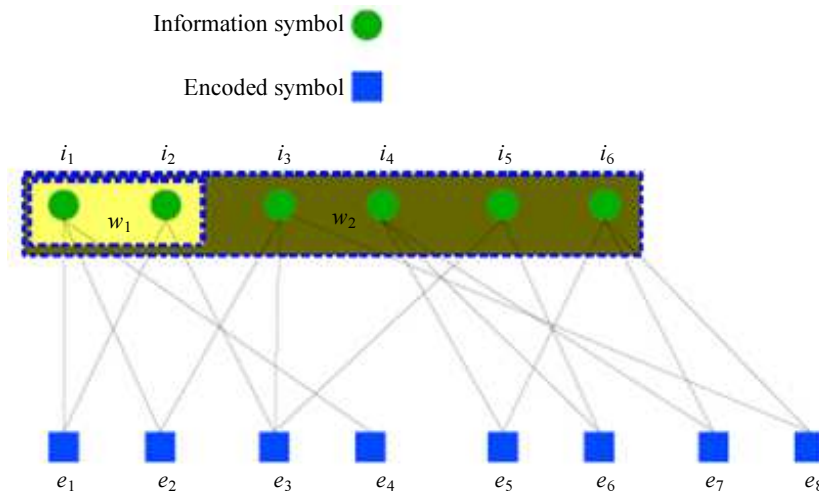 Information symbol
Encoded symbol
i1 i2 i3 i4 i5 i6
w1 w2
e1 e2 e3 e4 e5 e6 e7 e8